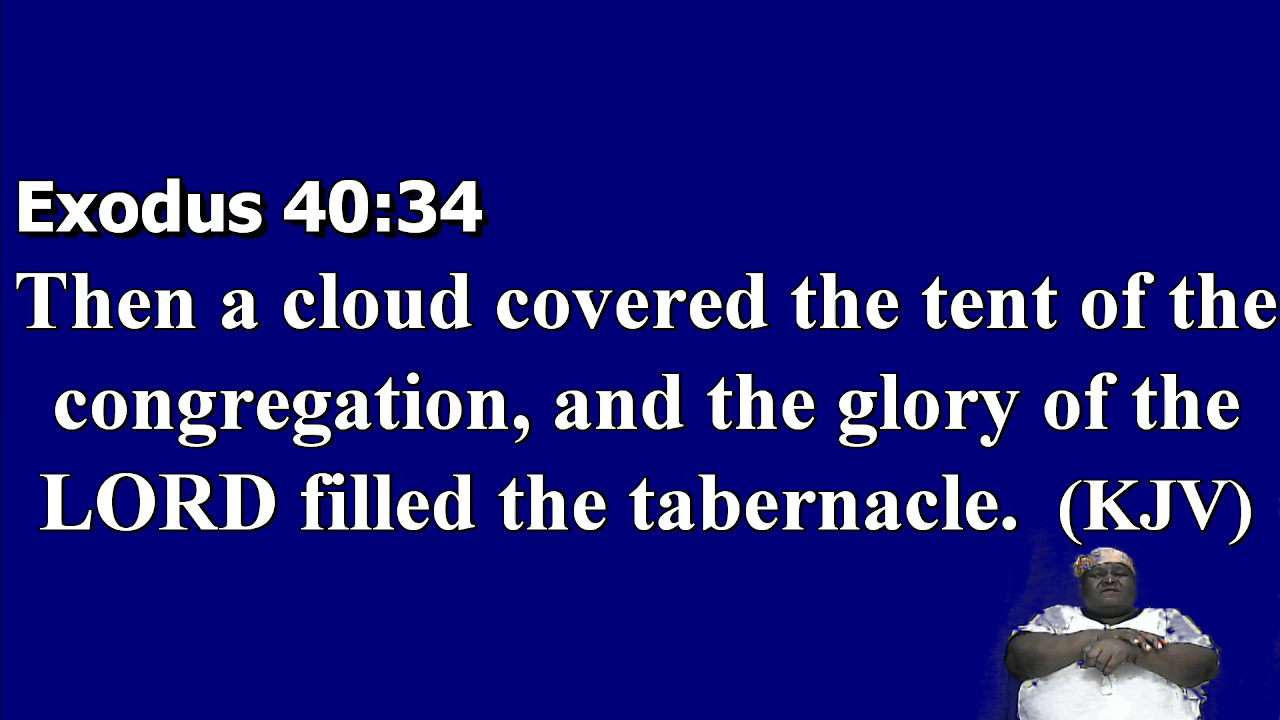 Exodus 40:34
Then a cloud covered the tent of the
congregation, and the glory of the
LORD filled the tabernacle.  (KJV)